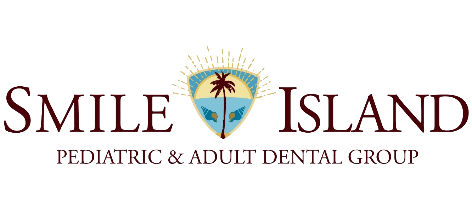 SMILE ISLAND
PEDIATRIC & ADULT DENTAL GROUP